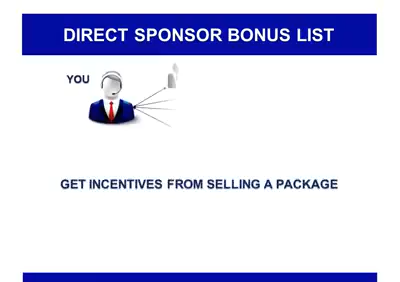 DIRECT SPONSOR BONUS LIST
YOU
GET INCENTIVES FROM SELLING A PACKAGE